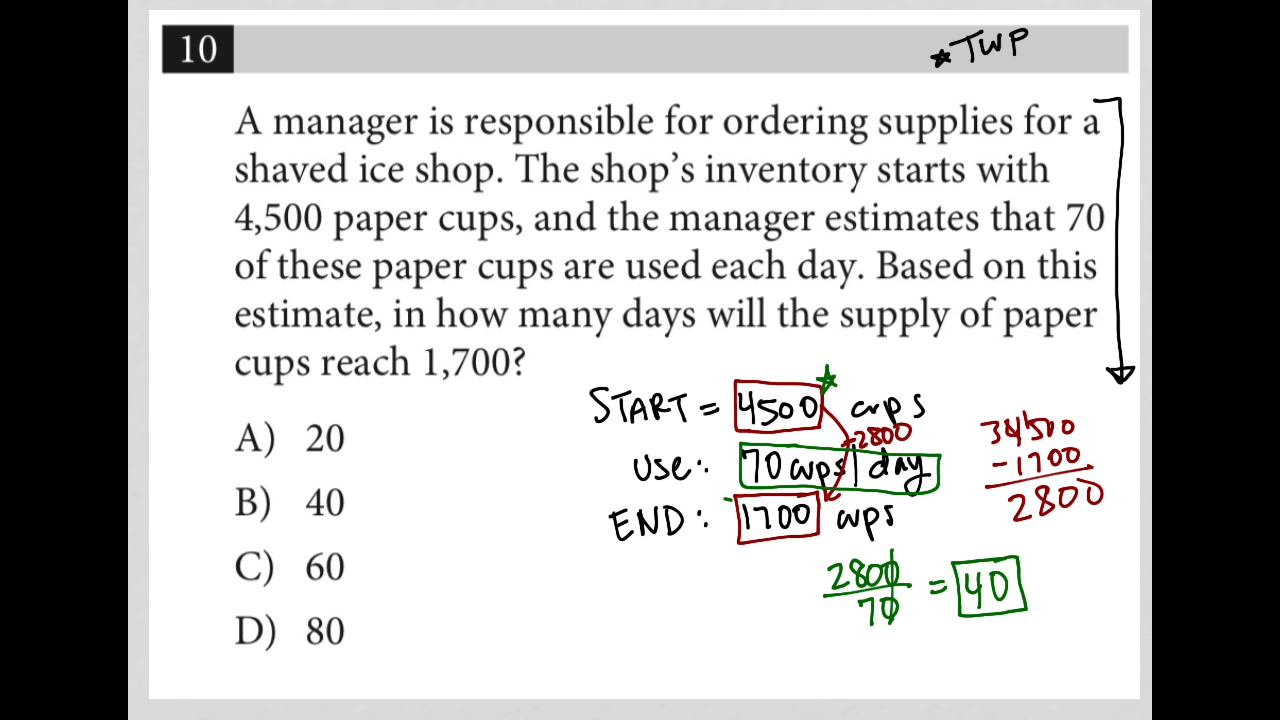 10
★ TWP
A manager is responsible for ordering supplies for a
shaved ice shop. The shop’s inventory starts with
4,500 paper cups, and the manager estimates that 70
of these paper cups are used each day. Based on this
estimate, in how many days will the supply of paper
cups reach 1,700?
A) 20
B) 40
C) 60
D) 80
START = 4500 cups
-2800
use: 70 cups/day
END: 1700 cups
34500
-1700
2800
2800
70
= 40